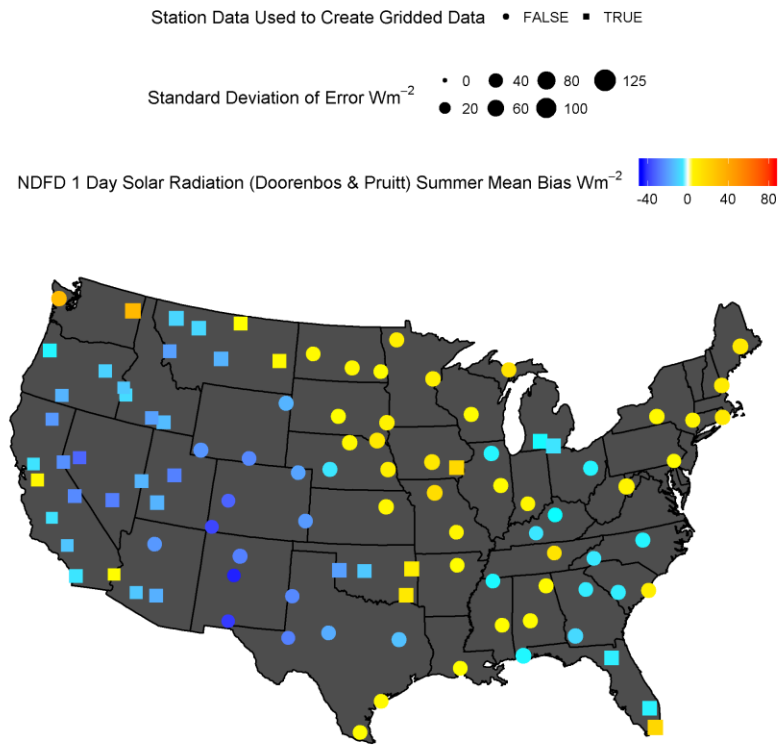 Station Data Used to Create Gridded Data FALSE TRUE
Standard Deviation of Error Wm⁻² 0 40 80 125
20 60 100
NDFD 1 Day Solar Radiation (Doorenbos & Pruitt) Summer Mean Bias Wm⁻²
-40 0 40 80